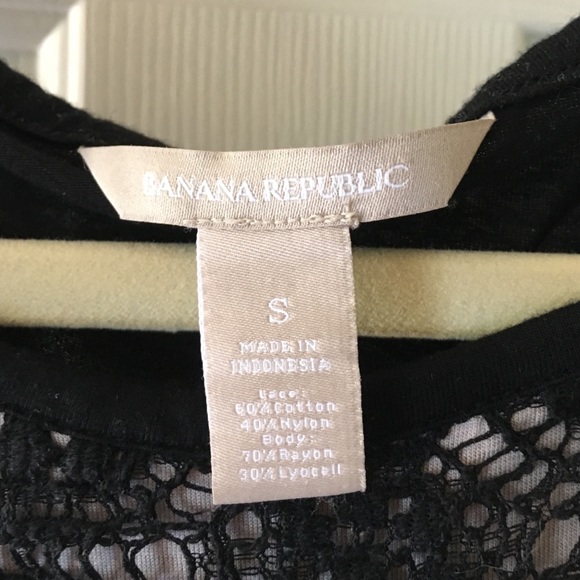 BANANA REPUBLIC
S
MADE IN
INDONESIA
Lace:
60% Cotton
40% Nylon
Body:
70% Rayon
30% Lyocell